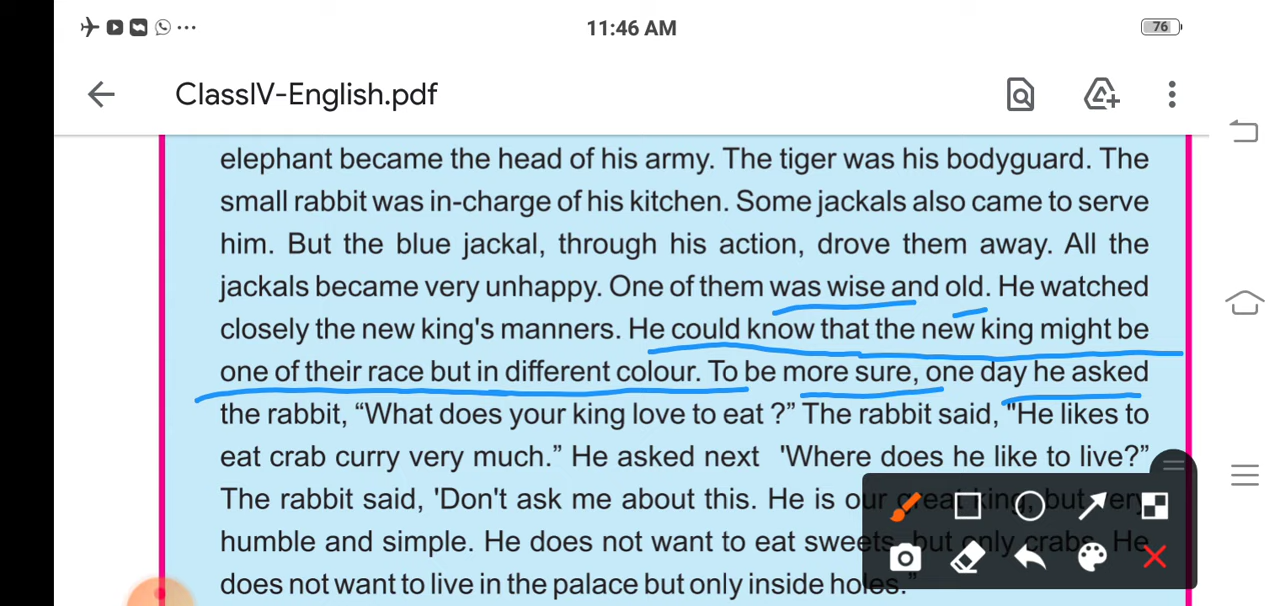 11:46 AM
76
ClassIV-English.pdf
elephant became the head of his army. The tiger was his bodyguard. The
small rabbit was in-charge of his kitchen. Some jackals also came to serve
him. But the blue jackal, through his action, drove them away. All the
jackals became very unhappy. One of them was wise and old. He watched
closely the new king's manners. He could know that the new king might be
one of their race but in different colour. To be more sure, one day he asked
the rabbit, “What does your king love to eat ?” The rabbit said, "He likes to
eat crab curry very much.” He asked next 'Where does he like to live?”
The rabbit said, 'Don't ask me about this. He is our great king, but very
humble and simple. He does not want to eat sweets, but only crabs. He
does not want to live in the palace but only inside holes.”